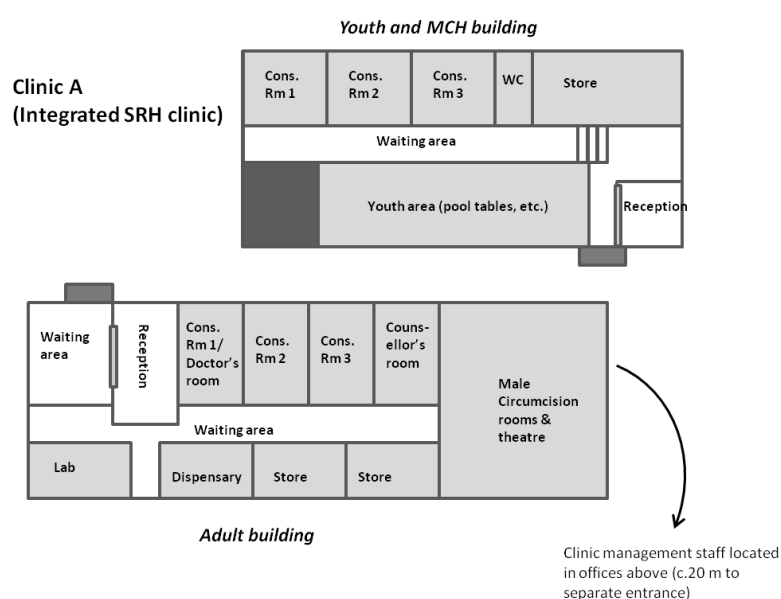 Youth and MCH building
Clinic A
(Integrated SRH clinic)
Cons.
Rm 1
Cons.
Rm 2
Cons.
Rm 3
WC
Store
Waiting area
Youth area (pool tables, etc.)
Reception
Waiting
area
Reception
Cons.
Rm 1/
Doctor's
room
Cons.
Rm 2
Cons.
Rm 3
Couns-
ellor's
room
Male
Circumcision
rooms &
theatre
Waiting area
Lab
Dispensary
Store
Store
Adult building
Clinic management staff located
in offices above (c.20 m to
separate entrance)